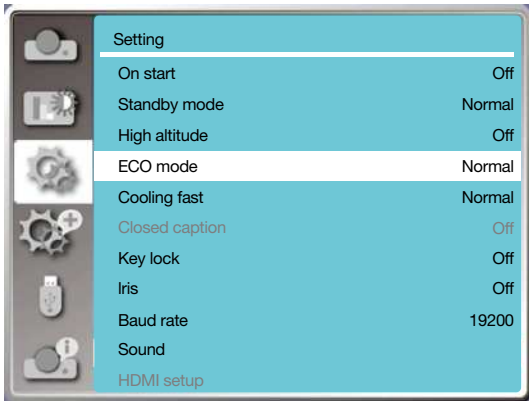 Setting
On start Off
Standby mode Normal
High altitude Off
ECO mode Normal
Cooling fast Normal
Closed caption Off
Key lock Off
Iris Off
Baud rate 19200
Sound
HDMI setup